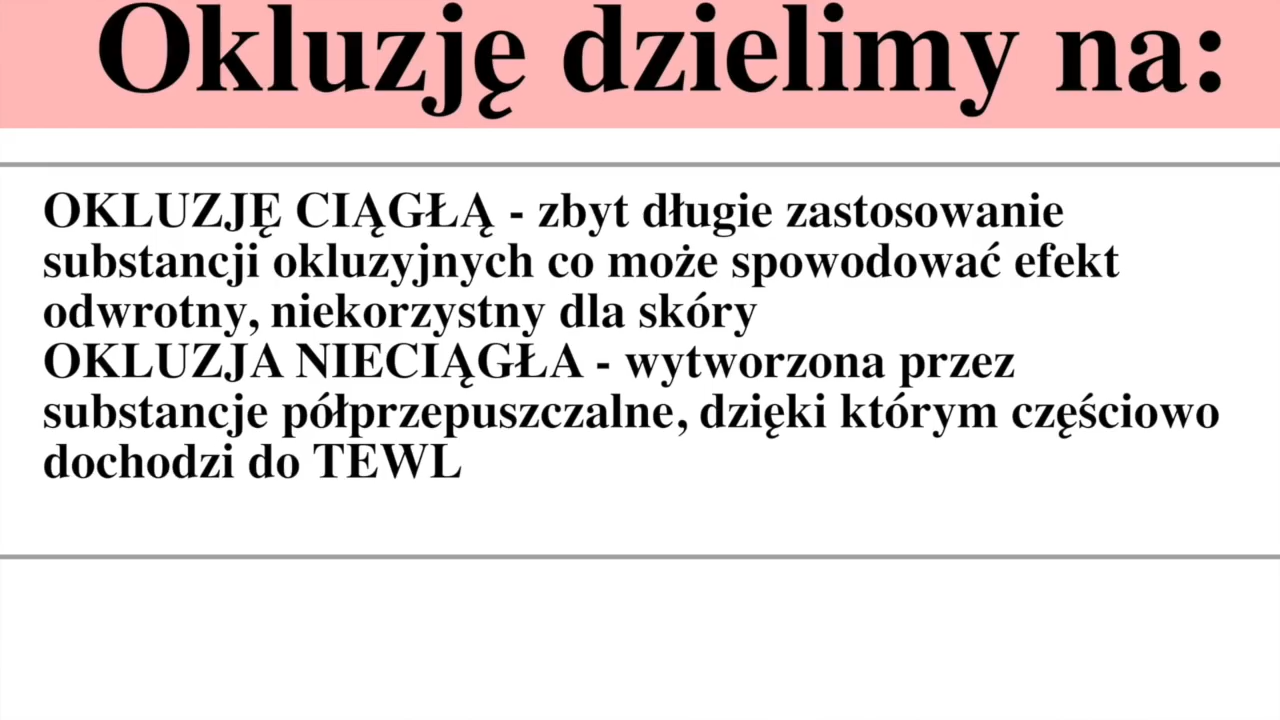 Okluzję dzielimy na:
OKLUZJĘ CIĄGŁĄ - zbyt długie zastosowanie
substancji okluzyjnych co może spowodować efekt
odwrotny, niekorzystny dla skóry
OKLUZJA NIECIĄGŁA - wytworzona przez
substancje półprzepuszczalne, dzięki którym częściowo
dochodzi do TEWL